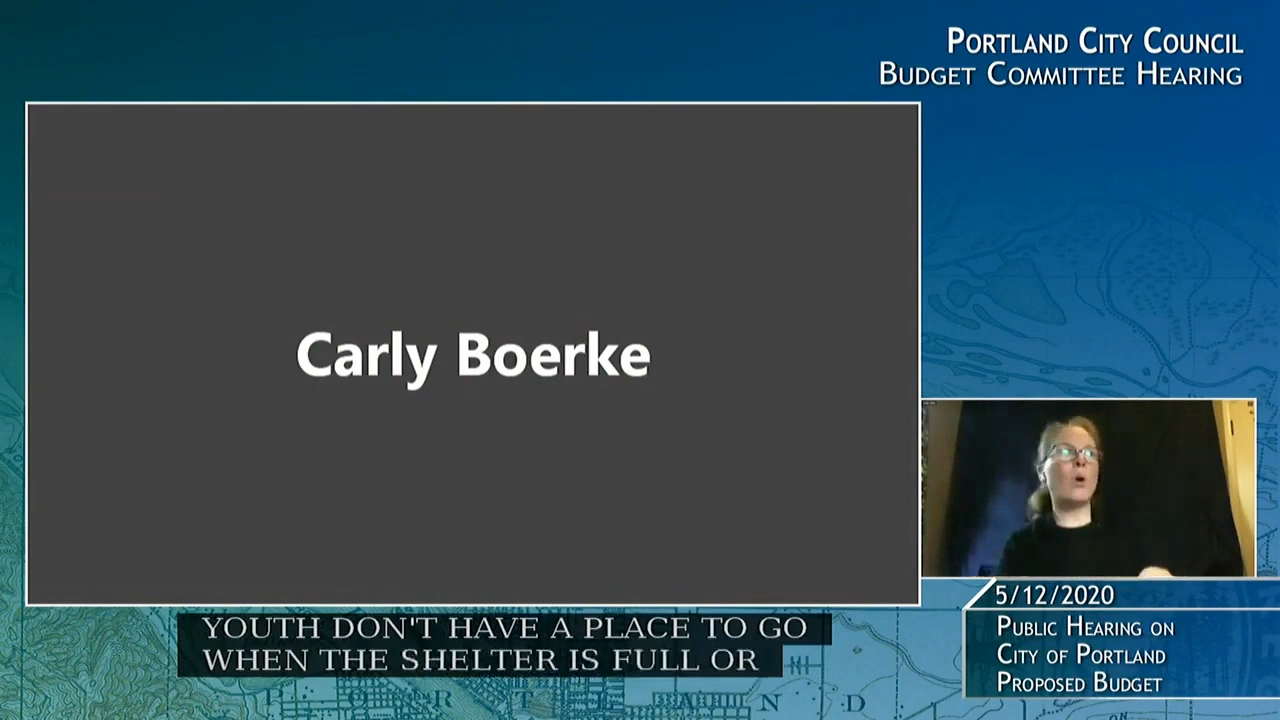 PORTLAND CITY COUNCIL
BUDGET COMMITTEE HEARING
Carly Boerke
5/12/2020
PUBLIC HEARING ON
CITY OF PORTLAND
PROPOSED BUDGET
YOUTH DON'T HAVE A PLACE TO GO
WHEN THE SHELTER IS FULL OR
R T L A N D